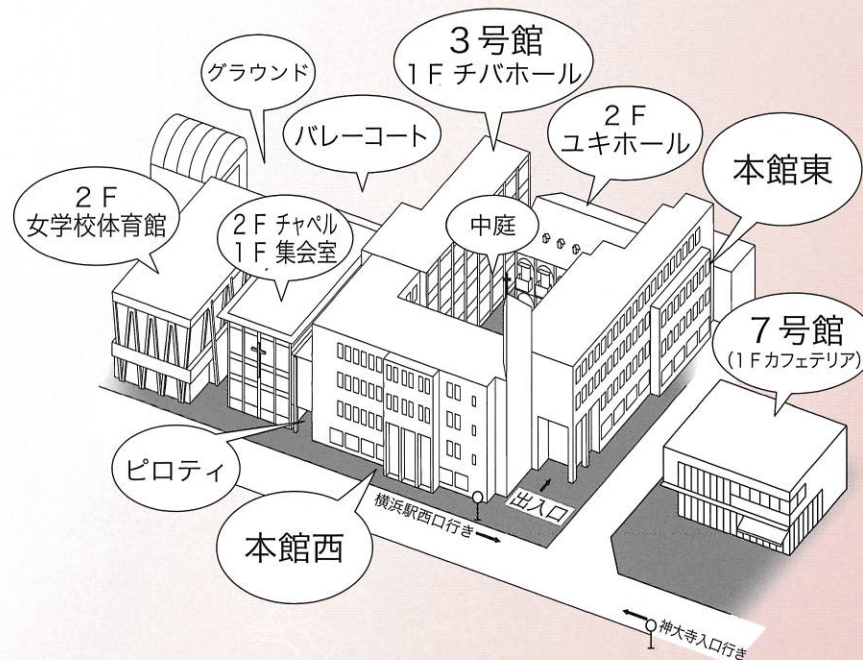 3号館
1F チバホール
グラウンド
バレーコート
2F
ユキホール
本館東
2F
女学校体育館
2F チャペル
1F 集会室
中庭
7号館
(1Fカフェテリア)
ピロティ
本館西
横浜駅西口行き
出入口
神大寺入口行き